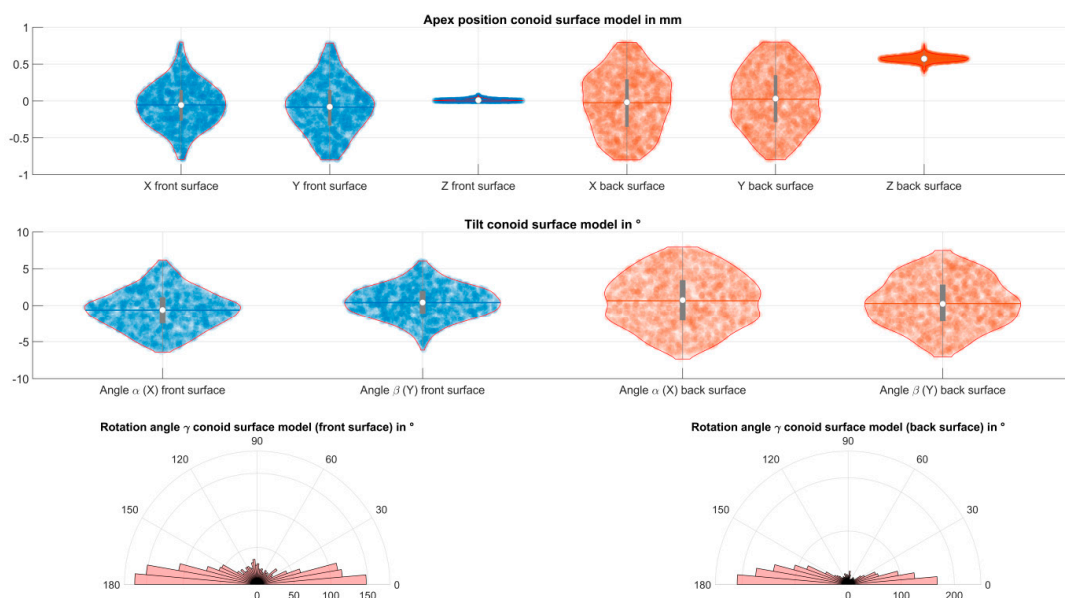 Apex position conoid surface model in mm
1
0.5
0
-0.5
-1
X front surface Y front surface Z front surface X back surface Y back surface Z back surface
Tilt conoid surface model in °
10
5
0
-5
-10
Angle α (X) front surface Angle β (Y) front surface Angle α (X) back surface Angle β (Y) back surface
Rotation angle γ conoid surface model (front surface) in ° Rotation angle γ conoid surface model (back surface) in °
90 90
120 60 120 60
150 30 150 30
180 0 180 0
0 50 100 150 0 100 200